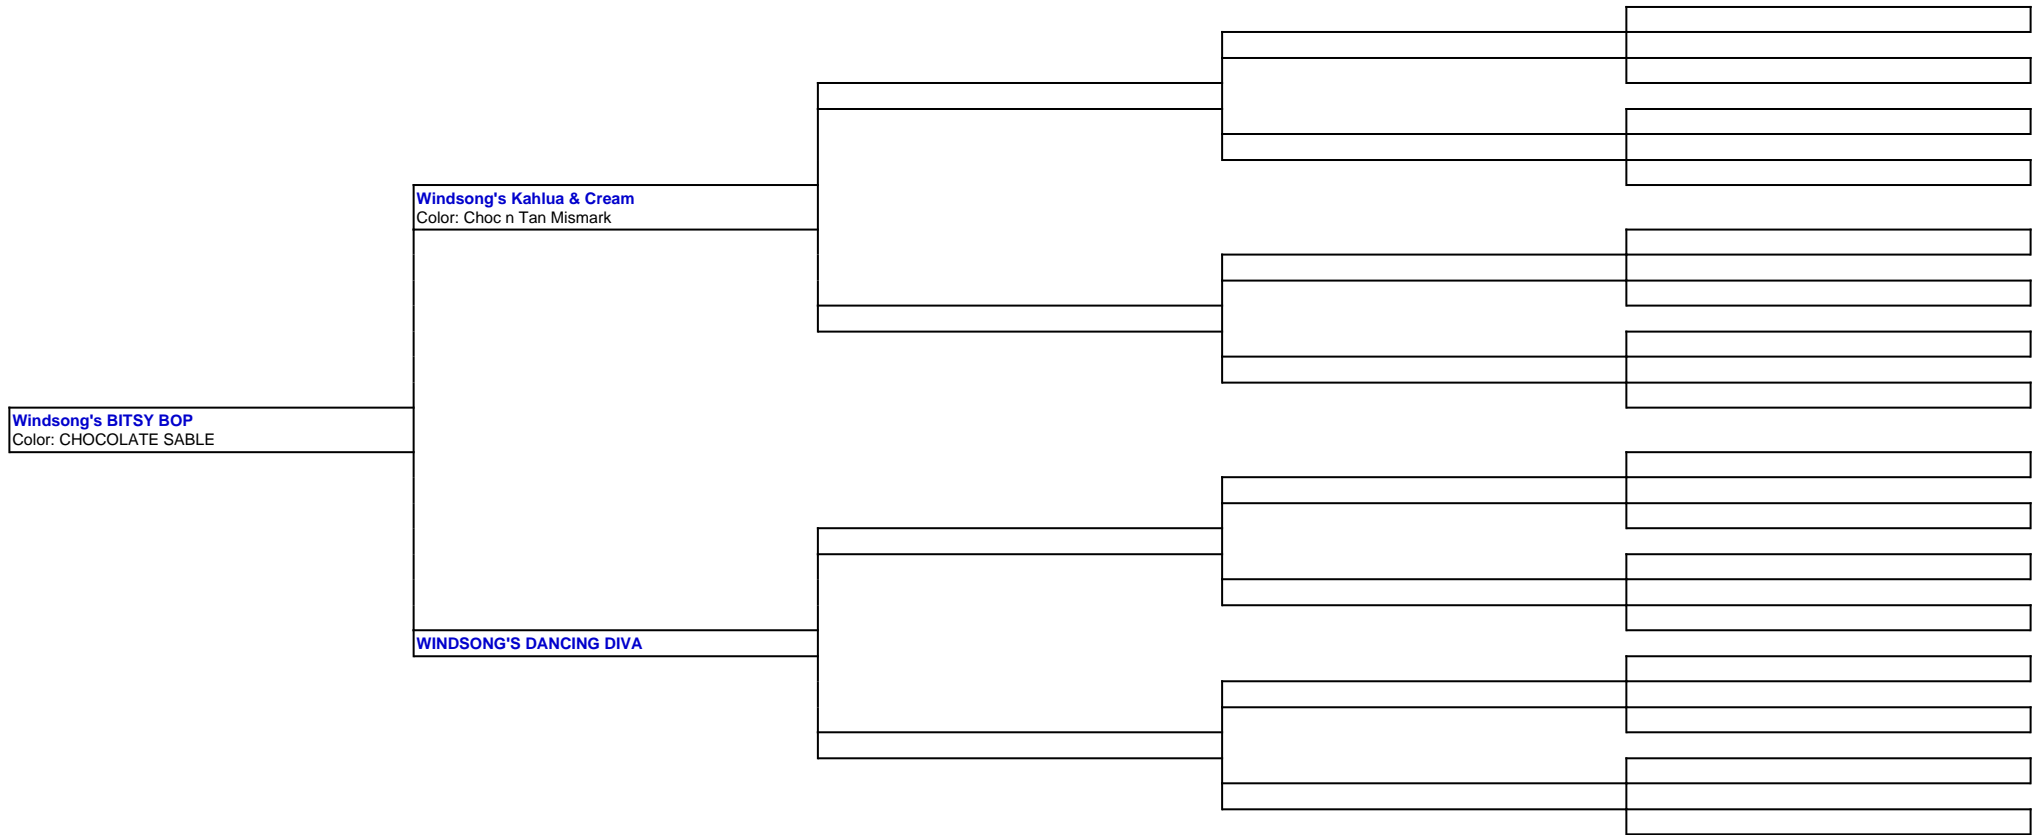 Windsong's Kahlua & Cream
Color: Choc n Tan Mismark
Windsong's BITSY BOP
Color: CHOCOLATE SABLE
WINDSONG'S DANCING DIVA